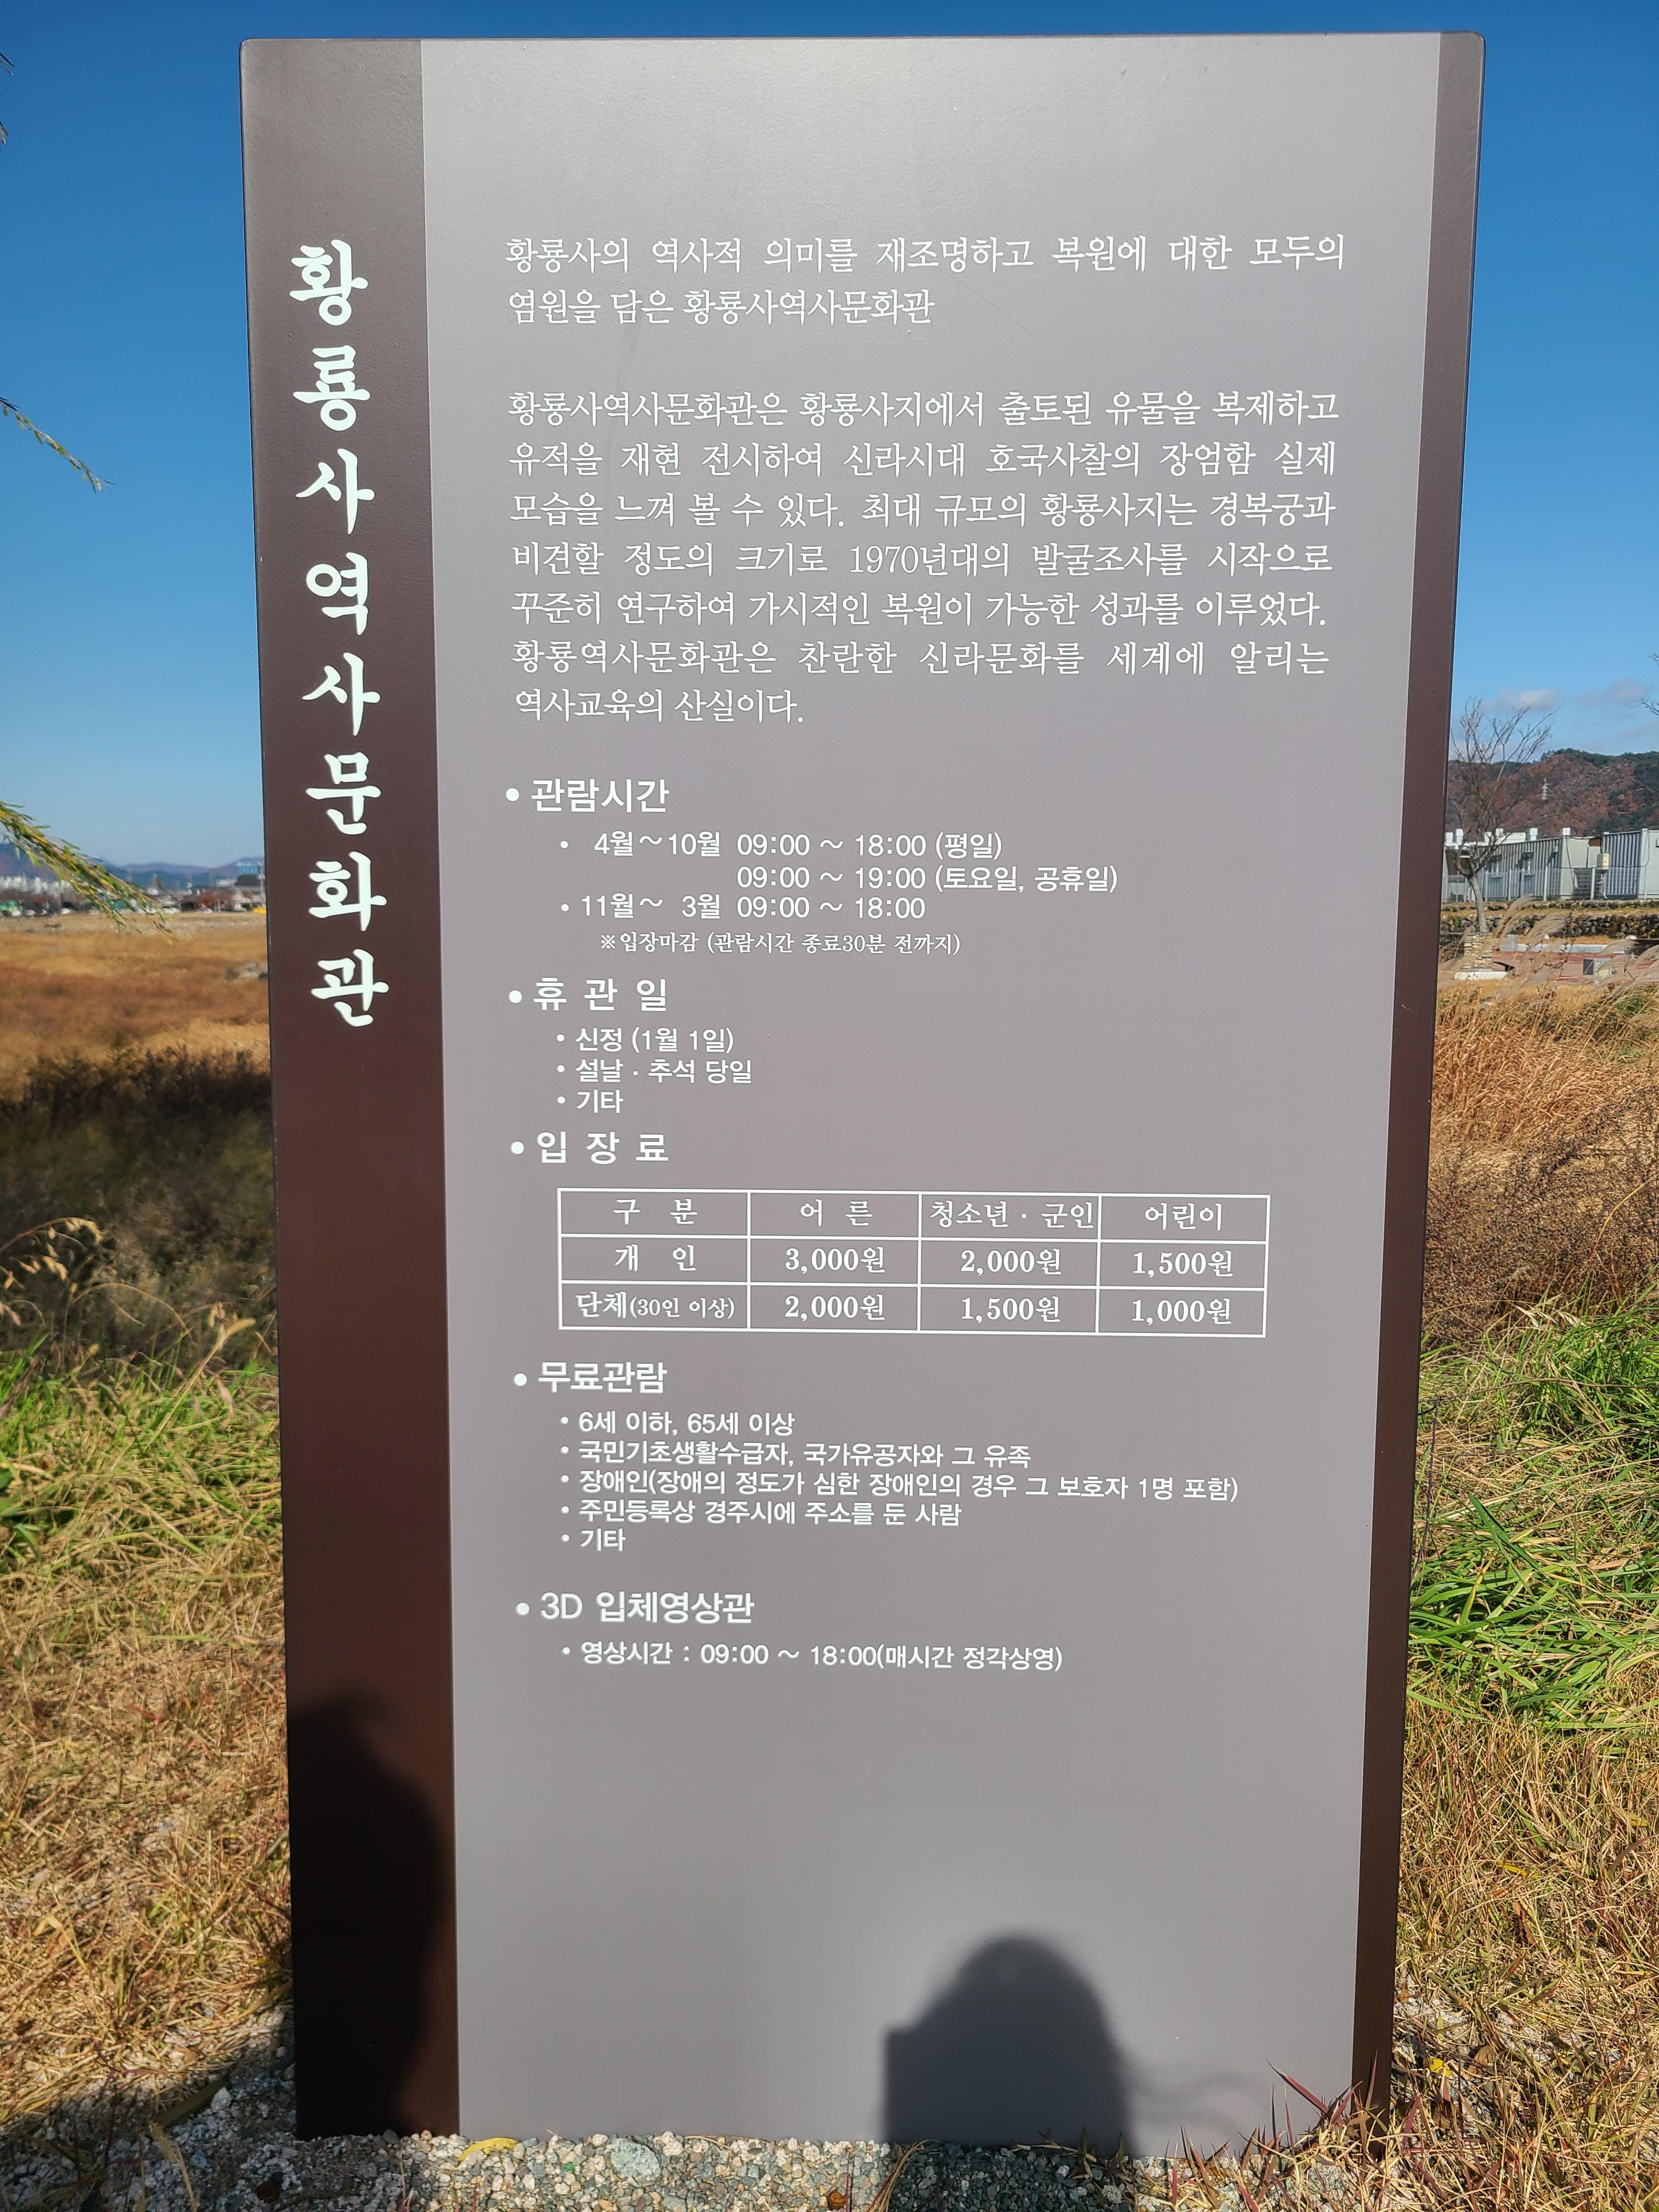 황룡사역사문화관
황룡사의 역사적 의미를 재조명하고 복원에 대한 모두의
염원을 담은 황룡사역사문화관
황룡사역사문화관은 황룡사지에서 출토된 유물을 복제하고
유적을 재현 전시하여 신라시대 호국사찰의 장엄함 실제
모습을 느껴 볼 수 있다. 최대 규모의 황룡사지는 경복궁과
비견할 정도의 크기로 1970년대의 발굴조사를 시작으로
꾸준히 연구하여 가시적인 복원이 가능한 성과를 이루었다.
황룡역사문화관은 찬란한 신라문화를 세계에 알리는
역사교육의 산실이다.
• 관람시간
• 4월~10월 09:00 ~ 18:00 (평일)
09:00 ~ 19:00 (토요일, 공휴일)
• 11월~ 3월 09:00 ~ 18:00
※입장마감 (관람시간 종료30분 전까지)
• 휴 관 일
• 신정 (1월 1일)
• 설날 · 추석 당일
• 기타
• 입 장 료
구 분 어 른 청소년 · 군인 어린이
개 인 3,000원 2,000원 1,500원
단체(30인 이상) 2,000원 1,500원 1,000원
• 무료관람
• 6세 이하, 65세 이상
• 국민기초생활수급자, 국가유공자와 그 유족
• 장애인(장애의 정도가 심한 장애인의 경우 그 보호자 1명 포함)
• 주민등록상 경주시에 주소를 둔 사람
• 기타
• 3D 입체영상관
• 영상시간 : 09:00 ~ 18:00(매시간 정각상영)